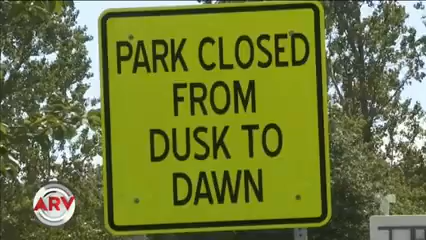 PARK CLOSED
FROM
DUSK TO
DAWN
ARV